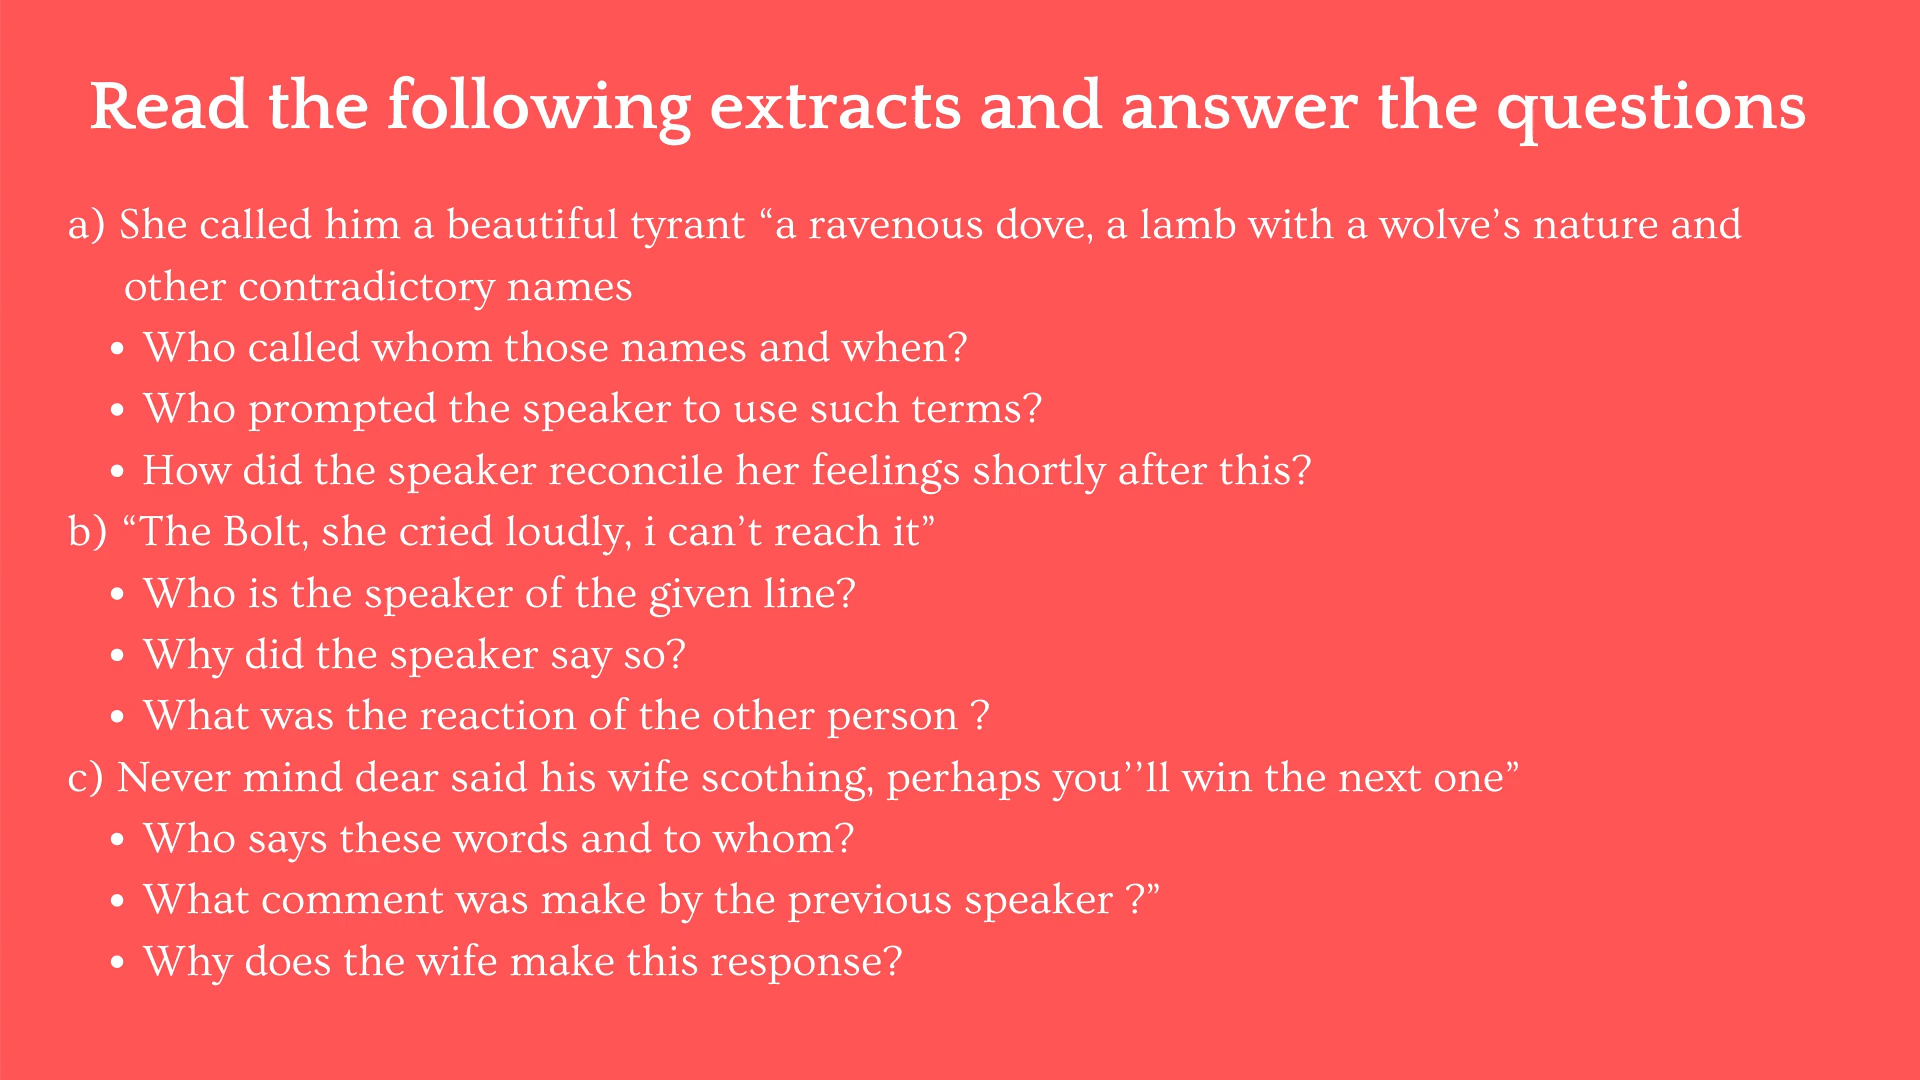 Read the following extracts and answer the questions
a) She called him a beautiful tyrant “a ravenous dove, a lamb with a wolve’s nature and
other contradictory names
• Who called whom those names and when?
• Who prompted the speaker to use such terms?
• How did the speaker reconcile her feelings shortly after this?
b) “The Bolt, she cried loudly, i can’t reach it”
• Who is the speaker of the given line?
• Why did the speaker say so?
• What was the reaction of the other person ?
c) Never mind dear said his wife scothing, perhaps you’’ll win the next one”
• Who says these words and to whom?
• What comment was make by the previous speaker ?”
• Why does the wife make this response?